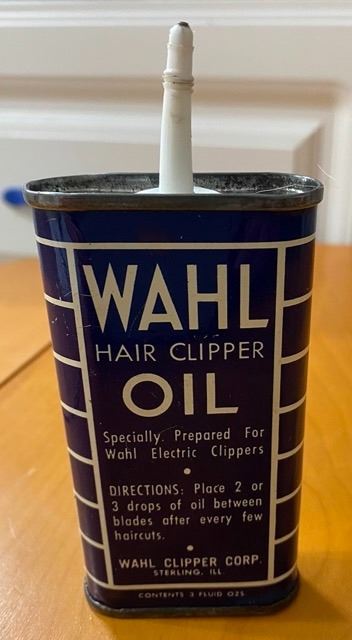 WAHL
HAIR CLIPPER
OIL
Specially Prepared For
Wahl Electric Clippers
•
DIRECTIONS: Place 2 or
3 drops of oil between
blades after every few
haircuts.
•
WAHL CLIPPER CORP.
STERLING, ILL.
CONTENTS 3 FLUID OZS